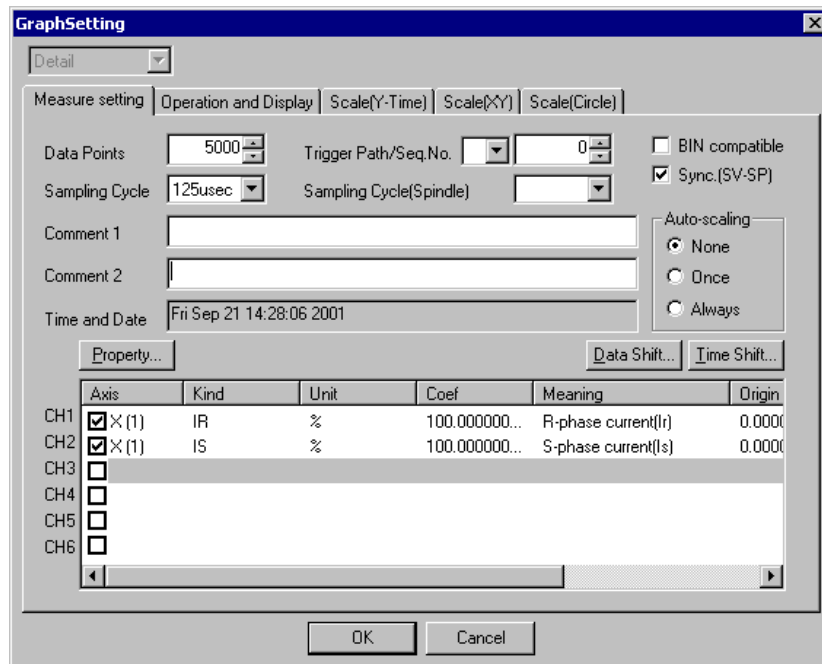 GraphSetting
Detail
Measure setting Operation and Display Scale(Y-Time) Scale(XY) Scale(Circle)
Data Points 5000 Trigger Path/Seq.No. 0 BIN compatible
Sampling Cycle 125usec Sampling Cycle(Spindle) Sync.(SV-SP)
Comment 1
Comment 2
Time and Date Fri Sep 21 14:28:06 2001
Auto-scaling
None
Once
Always
Property... Data Shift... Time Shift...
Axis Kind Unit Coef Meaning Origin
CH1 X (1) IR % 100.000000... R-phase current(Ir) 0.0000
CH2 X (1) IS % 100.000000... S-phase current(Is) 0.0000
CH3
CH4
CH5
CH6
OK Cancel